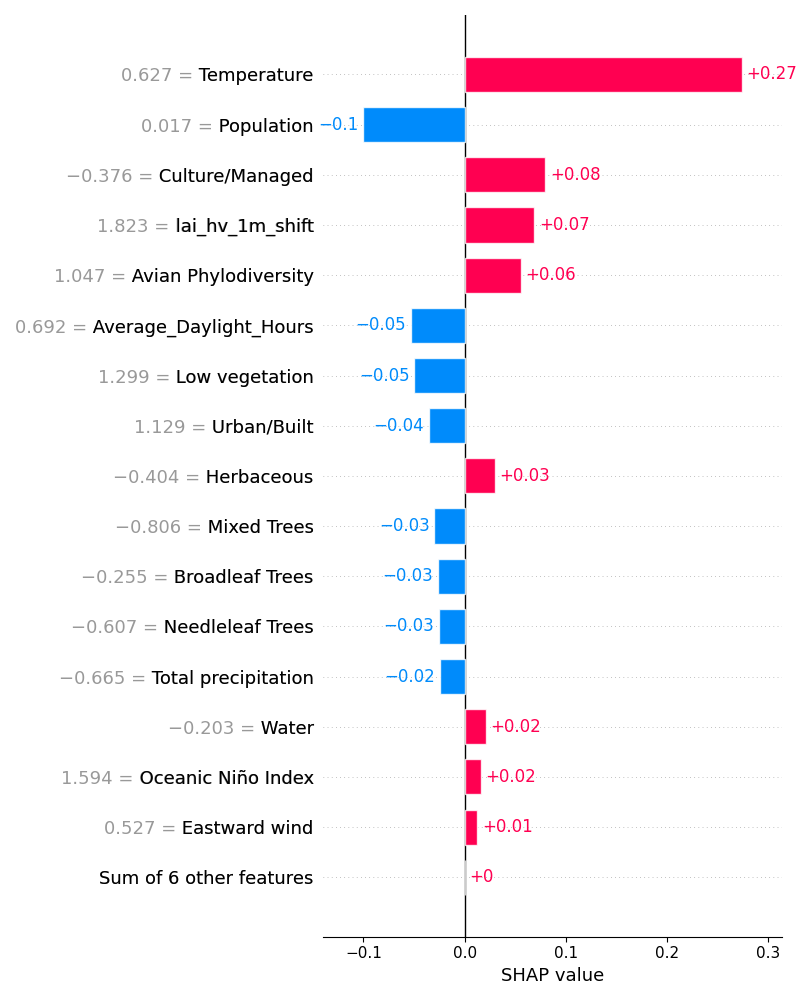 0.627 = Temperature +0.27
0.017 = Population −0.1
−0.376 = Culture/Managed +0.08
1.823 = lai_hv_1m_shift +0.07
1.047 = Avian Phylodiversity +0.06
0.692 = Average_Daylight_Hours −0.05
1.299 = Low vegetation −0.05
1.129 = Urban/Built −0.04
−0.404 = Herbaceous +0.03
−0.806 = Mixed Trees −0.03
−0.255 = Broadleaf Trees −0.03
−0.607 = Needleleaf Trees −0.03
−0.665 = Total precipitation −0.02
−0.203 = Water +0.02
1.594 = Oceanic Niño Index +0.02
0.527 = Eastward wind +0.01
Sum of 6 other features +0
−0.1 0.0 0.1 0.2 0.3
SHAP value